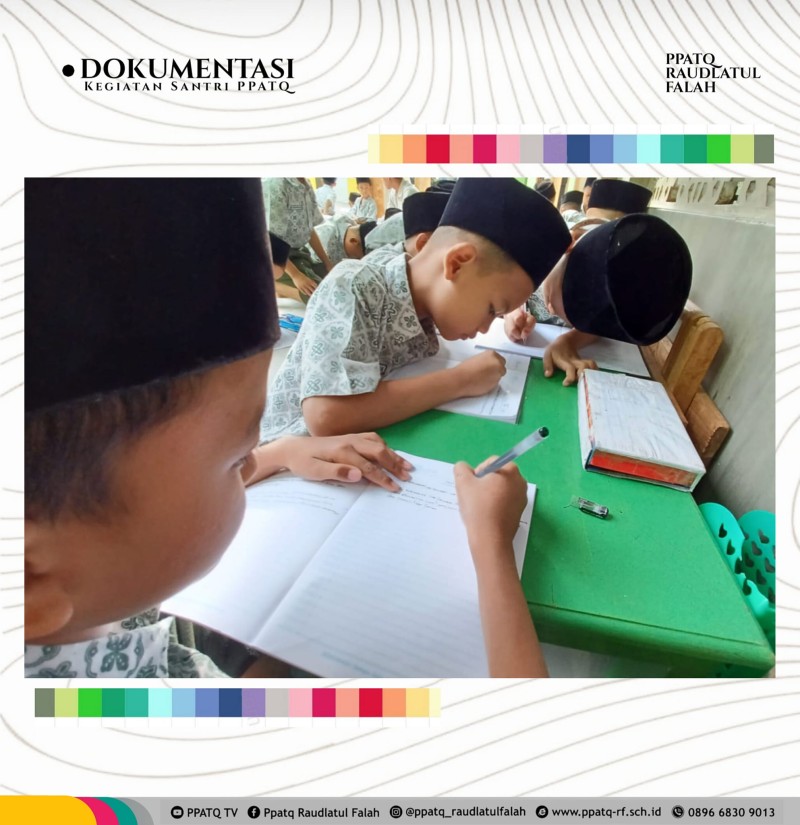 DOKUMENTASI
Kegiatan Santri PPATQ
PPATQ
RAUDLATUL
FALAH
PPATQ TV Ppatq Raudlatul Falah @ppatq_raudlatulfalah www.ppatq-rf.sch.id 0896 6830 9013